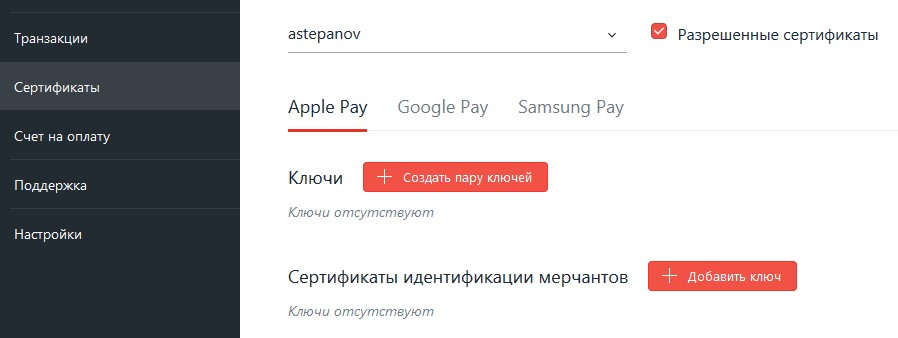 Транзакции
Сертификаты
Счет на оплату
Поддержка
Настройки
astepanov
Разрешенные сертификаты
Apple Pay Google Pay Samsung Pay
Ключи Создать пару ключей
Ключи отсутствуют
Сертификаты идентификации мерчантов Добавить ключ
Ключи отсутствуют